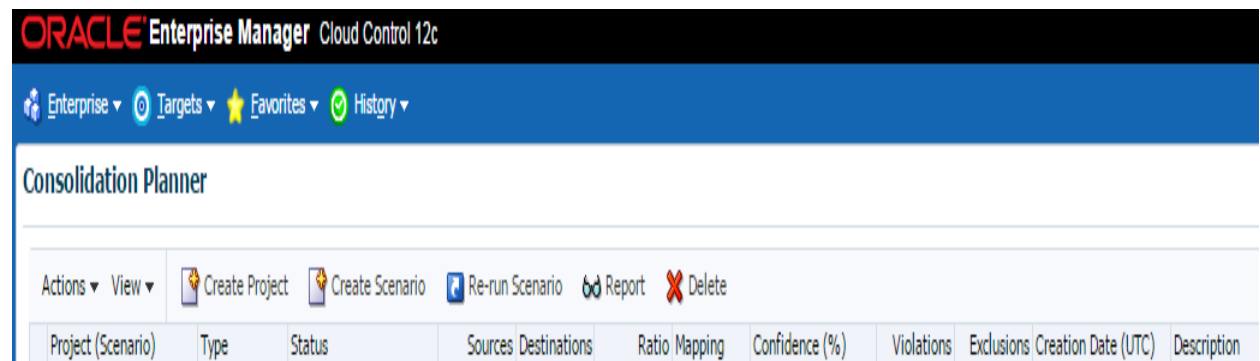 ORACLE Enterprise Manager Cloud Control 12c
Enterprise Targets Favorites History
Consolidation Planner
Actions View Create Project Create Scenario Re-run Scenario Report Delete
Project (Scenario) Type Status Sources Destinations Ratio Mapping Confidence (%) Violations Exclusions Creation Date (UTC) Description